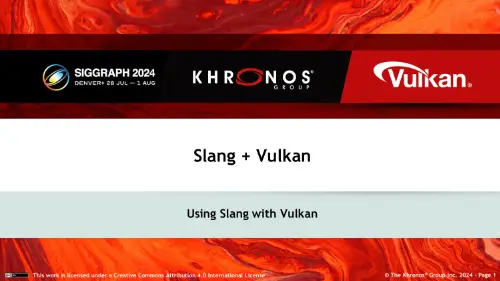 SIGGRAPH 2024
DENVER+ 28 JUL — 1 AUG
KHRONOS®
GROUP
Vulkan®
Slang + Vulkan
Using Slang with Vulkan
This work is licensed under a Creative Commons Attribution 4.0 International License
© The Khronos® Group Inc. 2024 - Page 1